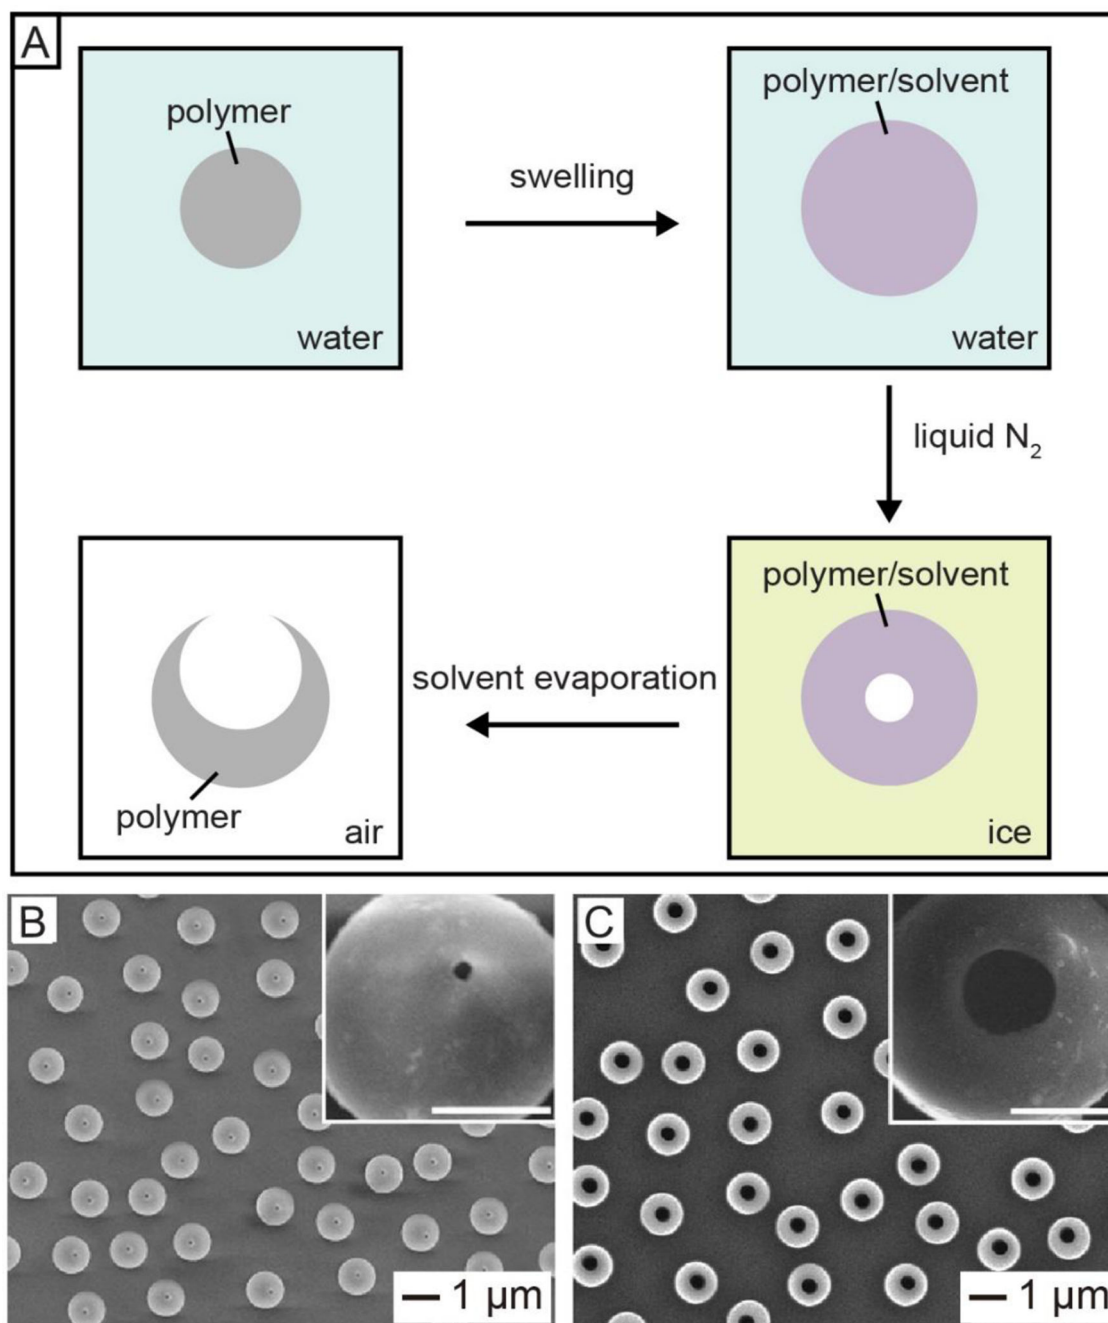 A
polymer
water
swelling
polymer/solvent
water
liquid N₂
polymer/solvent
ice
solvent evaporation
polymer
air
B
1 µm
C
1 µm